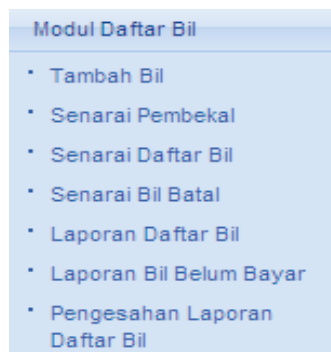 Modul Daftar Bil
Tambah Bil
Senarai Pembekal
Senarai Daftar Bil
Senarai Bil Batal
Laporan Daftar Bil
Laporan Bil Belum Bayar
Pengesahan Laporan
Daftar Bil